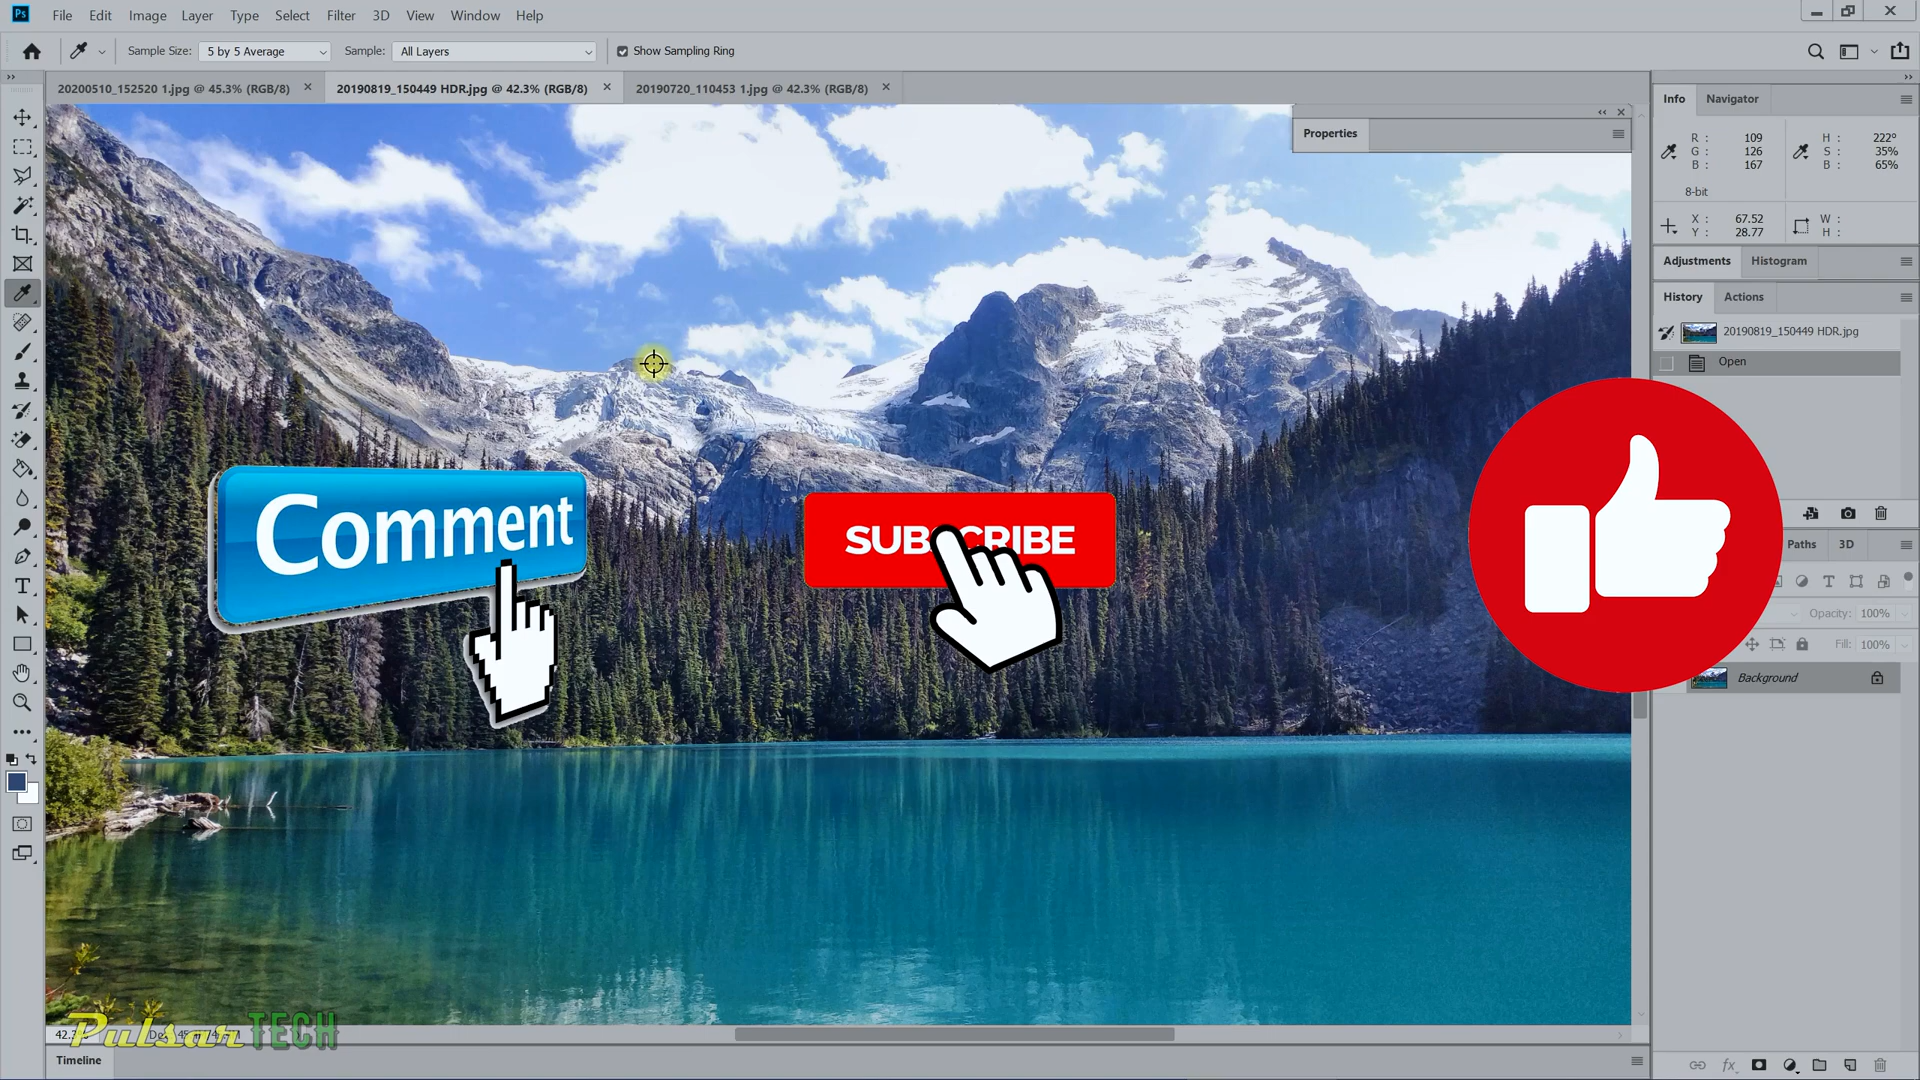 Ps File Edit Image Layer Type Select Filter 3D View Window Help
Sample Size: 5 by 5 Average Sample: All Layers Show Sampling Ring
20200510_152520 1.jpg @ 45.3% (RGB/8) 20190819_150449 HDR.jpg @ 42.3% (RGB/8) 20190720_110453 1.jpg @ 42.3% (RGB/8)
Info Navigator
Properties
R: 109 H: 222°
G: 126 S: 35%
B: 167 B: 65%
8-bit
X: 67.52 W:
Y: 28.77 H:
Adjustments Histogram
History Actions
20190819_150449 HDR.jpg
Open
Comment
SUBSCRIBE
Paths 3D
Opacity: 100%
Fill: 100%
Background
Pulsar TECH
Timeline